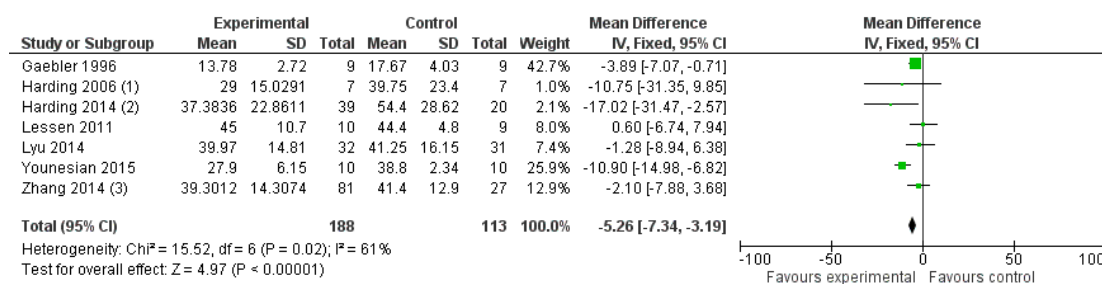 Experimental Control Mean Difference Mean Difference
Study or Subgroup Mean SD Total Mean SD Total Weight IV, Fixed, 95% CI IV, Fixed, 95% CI
Gaebler 1996 13.78 2.72 9 17.67 4.03 9 42.7% -3.89 [-7.07, -0.71]
Harding 2006 (1) 29 15.0291 7 39.75 23.4 7 1.0% -10.75 [-31.35, 9.85]
Harding 2014 (2) 37.3836 22.8611 39 54.4 28.62 20 2.1% -17.02 [-31.47, -2.57]
Lessen 2011 45 10.7 10 44.4 4.8 9 8.0% 0.60 [-6.74, 7.94]
Lyu 2014 39.97 14.81 32 41.25 16.15 31 7.4% -1.28 [-8.94, 6.38]
Younesian 2015 27.9 6.15 10 38.8 2.34 10 25.9% -10.90 [-14.98, -6.82]
Zhang 2014 (3) 39.3012 14.3074 81 41.4 12.9 27 12.9% -2.10 [-7.88, 3.68]
Total (95% CI) 188 113 100.0% -5.26 [-7.34, -3.19]
Heterogeneity: Chi² = 15.52, df = 6 (P = 0.02); I² = 61%
Test for overall effect: Z = 4.97 (P < 0.00001)
-100 -50 0 50 100
Favours experimental Favours control